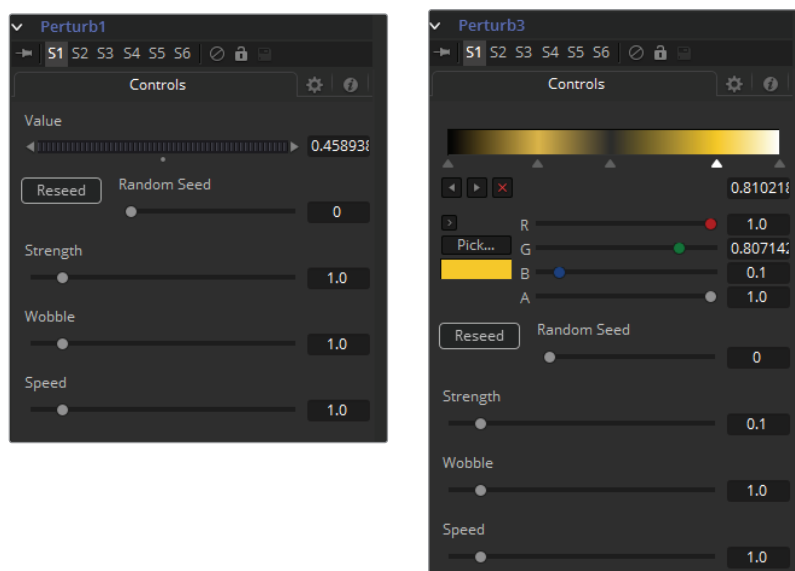 Perturb1
S1 S2 S3 S4 S5 S6
Controls
Value
0.458938
Reseed
Random Seed
0
Strength
1.0
Wobble
1.0
Speed
1.0
Perturb3
S1 S2 S3 S4 S5 S6
Controls
0.810218
R 1.0
Pick... G 0.807142
B 0.1
A 1.0
Reseed
Random Seed
0
Strength
0.1
Wobble
1.0
Speed
1.0